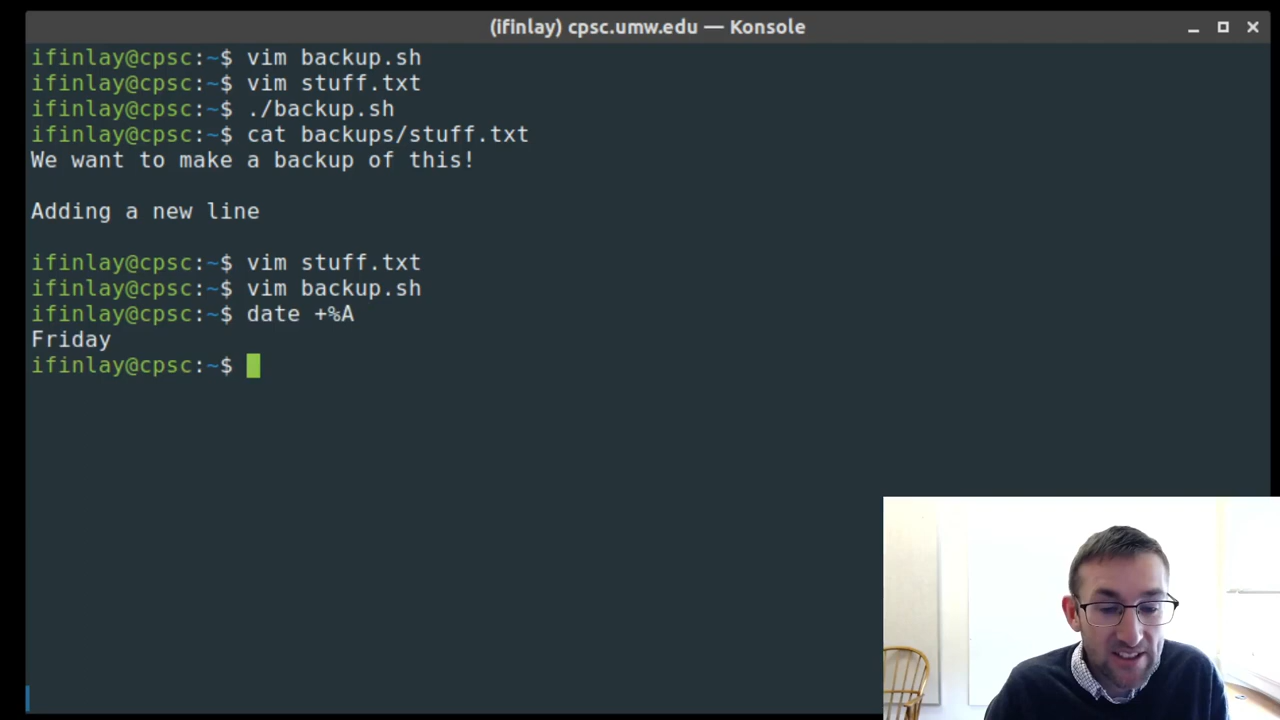 (ifinlay) cpsc.umw.edu — Konsole
ifinlay@cpsc:~$ vim backup.sh
ifinlay@cpsc:~$ vim stuff.txt
ifinlay@cpsc:~$ ./backup.sh
ifinlay@cpsc:~$ cat backups/stuff.txt
We want to make a backup of this!
Adding a new line
ifinlay@cpsc:~$ vim stuff.txt
ifinlay@cpsc:~$ vim backup.sh
ifinlay@cpsc:~$ date +%A
Friday
ifinlay@cpsc:~$